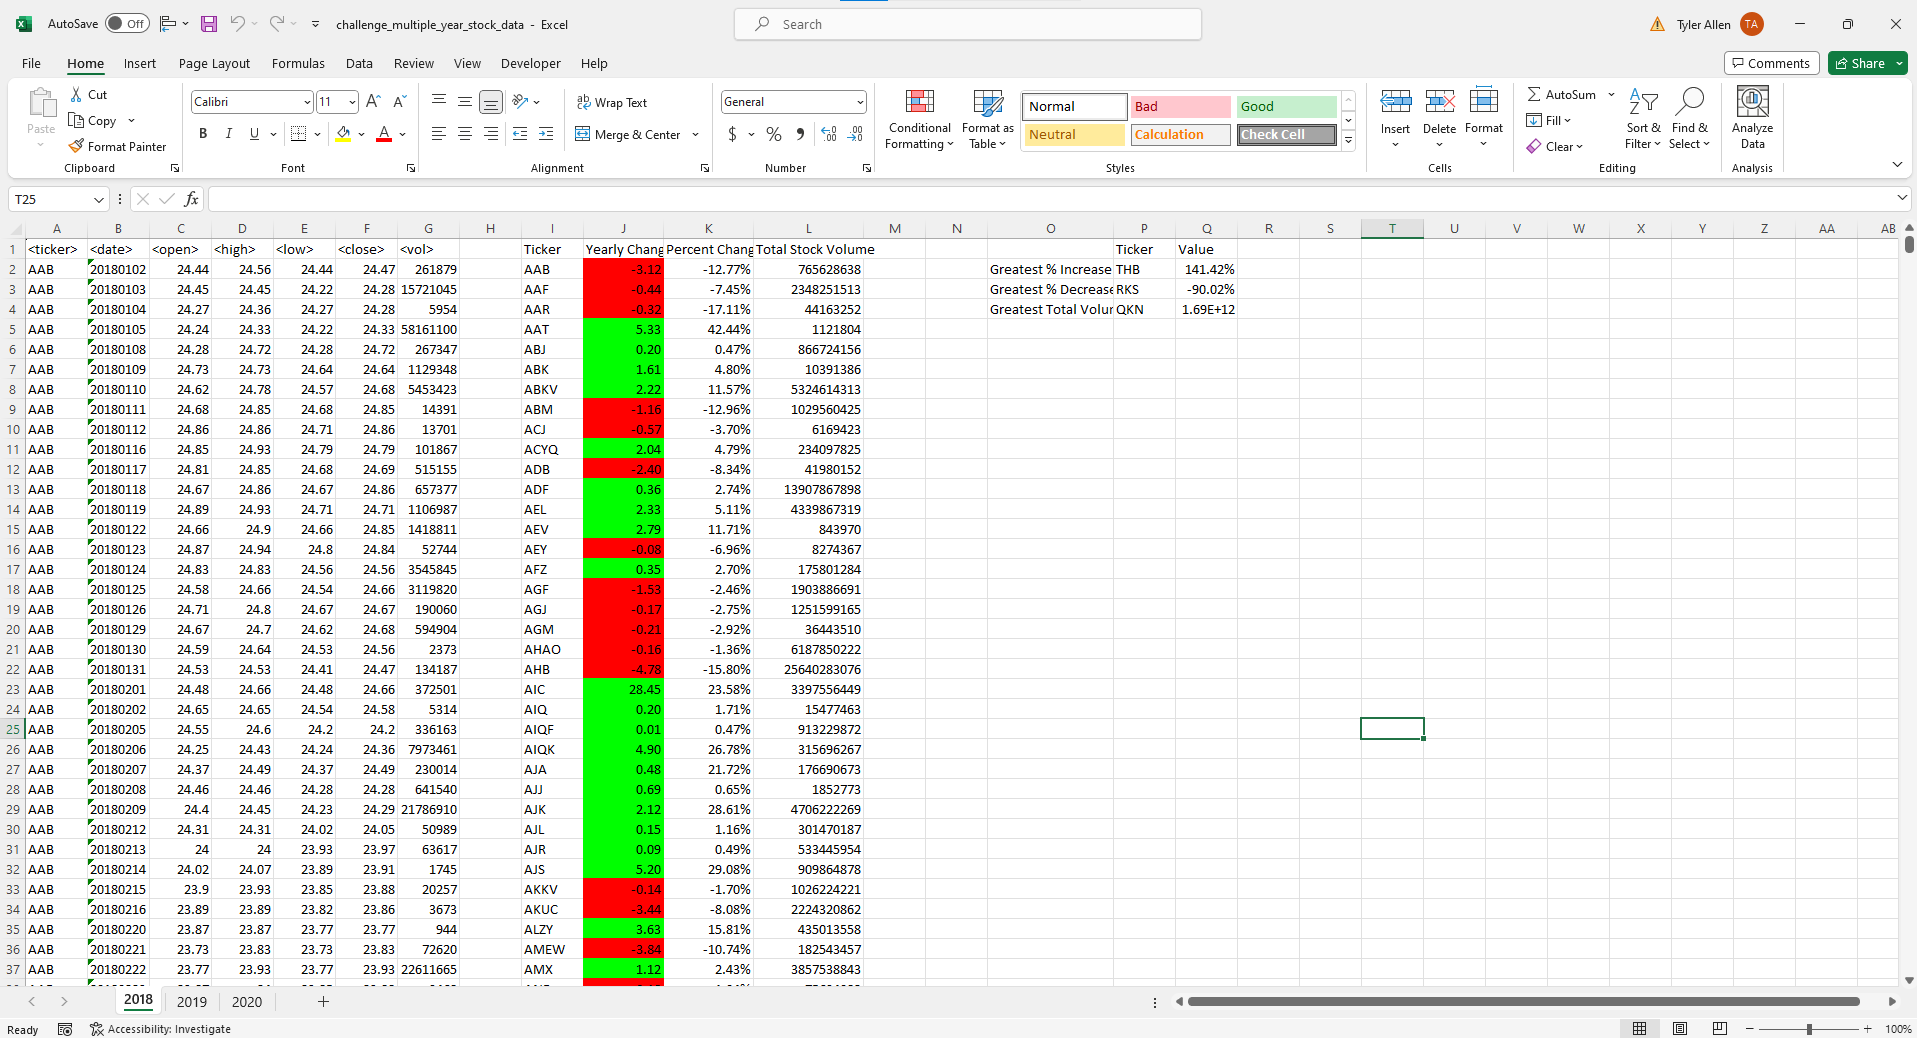 AutoSave Off challenge_multiple_year_stock_data - Excel Search Tyler Allen TA
File Home Insert Page Layout Formulas Data Review View Developer Help Comments Share
Paste Cut Copy Format Painter Clipboard
Calibri 11 B I U Font
Wrap Text Merge & Center Alignment
General $ % Number
Conditional Formatting Format as Table Normal Bad Good Neutral Calculation Check Cell Styles
Insert Delete Format Cells
AutoSum Fill Clear Sort & Filter Find & Select Editing
Analyze Data Analysis
T25 fx
A B C D E F G H I J K L M N O P Q R S T U V W X Y Z AA AB
1 <ticker> <date> <open> <high> <low> <close> <vol> Ticker Yearly Chang Percent Chang Total Stock Volume Ticker Value
2 AAB 20180102 24.44 24.56 24.44 24.47 261879 AAB -3.12 -12.77% 765628638 Greatest % Increase THB 141.42%
3 AAB 20180103 24.45 24.45 24.22 24.28 15721045 AAF -0.44 -7.45% 2348251513 Greatest % Decrease RKS -90.02%
4 AAB 20180104 24.27 24.36 24.27 24.28 5954 AAR -0.32 -17.11% 44163252 Greatest Total Volur QKN 1.69E+12
5 AAB 20180105 24.24 24.33 24.22 24.33 58161100 AAT 5.33 42.44% 1121804
6 AAB 20180108 24.28 24.72 24.28 24.72 267347 ABJ 0.20 0.47% 866724156
7 AAB 20180109 24.73 24.73 24.64 24.64 1129348 ABK 1.61 4.80% 10391386
8 AAB 20180110 24.62 24.78 24.57 24.68 5453423 ABKV 2.22 11.57% 5324614313
9 AAB 20180111 24.68 24.85 24.68 24.85 14391 ABM -1.16 -12.96% 1029560425
10 AAB 20180112 24.86 24.86 24.71 24.86 13701 ACJ -0.57 -3.70% 6169423
11 AAB 20180116 24.85 24.93 24.79 24.79 101867 ACYQ 2.04 4.79% 234097825
12 AAB 20180117 24.81 24.85 24.68 24.69 515155 ADB -2.40 -8.34% 41980152
13 AAB 20180118 24.67 24.86 24.67 24.86 657377 ADF 0.36 2.74% 13907867898
14 AAB 20180119 24.89 24.93 24.71 24.71 1106987 AEL 2.33 5.11% 4339867319
15 AAB 20180122 24.66 24.9 24.66 24.85 1418811 AEV 2.79 11.71% 843970
16 AAB 20180123 24.87 24.94 24.8 24.84 52744 AEY -0.08 -6.96% 8274367
17 AAB 20180124 24.83 24.83 24.56 24.56 3545845 AFZ 0.35 2.70% 175801284
18 AAB 20180125 24.58 24.66 24.54 24.66 3119820 AGF -1.53 -2.46% 1903886691
19 AAB 20180126 24.71 24.8 24.67 24.67 190060 AGJ -0.17 -2.75% 1251599165
20 AAB 20180129 24.67 24.7 24.62 24.68 594904 AGM -0.21 -2.92% 36443510
21 AAB 20180130 24.59 24.64 24.53 24.56 2373 AHAO -0.16 -1.36% 6187850222
22 AAB 20180131 24.53 24.53 24.41 24.47 134187 AHB -4.78 -15.80% 25640283076
23 AAB 20180201 24.48 24.66 24.48 24.66 372501 AIC 28.45 23.58% 3397556449
24 AAB 20180202 24.65 24.65 24.54 24.58 5314 AIQ 0.20 1.71% 15477463
25 AAB 20180205 24.55 24.6 24.2 24.2 336163 AIQF 0.01 0.47% 913229872
26 AAB 20180206 24.25 24.43 24.24 24.36 7973461 AIQK 4.90 26.78% 315696267
27 AAB 20180207 24.37 24.49 24.37 24.49 230014 AJA 0.48 21.72% 176690673
28 AAB 20180208 24.46 24.46 24.28 24.28 641540 AJJ 0.69 0.65% 1852773
29 AAB 20180209 24.4 24.45 24.23 24.29 21786910 AJK 2.12 28.61% 4706222269
30 AAB 20180212 24.31 24.31 24.02 24.05 50989 AJL 0.15 1.16% 301470187
31 AAB 20180213 24 24 23.93 23.97 63617 AJR 0.09 0.49% 533445954
32 AAB 20180214 24.02 24.07 23.89 23.91 1745 AJS 5.20 29.08% 909864878
33 AAB 20180215 23.9 23.93 23.85 23.88 20257 AKKV -0.14 -1.70% 1026224221
34 AAB 20180216 23.89 23.89 23.82 23.86 3673 AKUC -3.44 -8.08% 2224320862
35 AAB 20180220 23.87 23.87 23.77 23.77 944 ALZY 3.63 15.81% 435013558
36 AAB 20180221 23.73 23.83 23.73 23.83 72620 AMEW -3.84 -10.74% 182543457
37 AAB 20180222 23.77 23.93 23.77 23.93 22611665 AMX 1.12 2.43% 3857538843
2018 2019 2020
Ready Accessibility: Investigate 100%